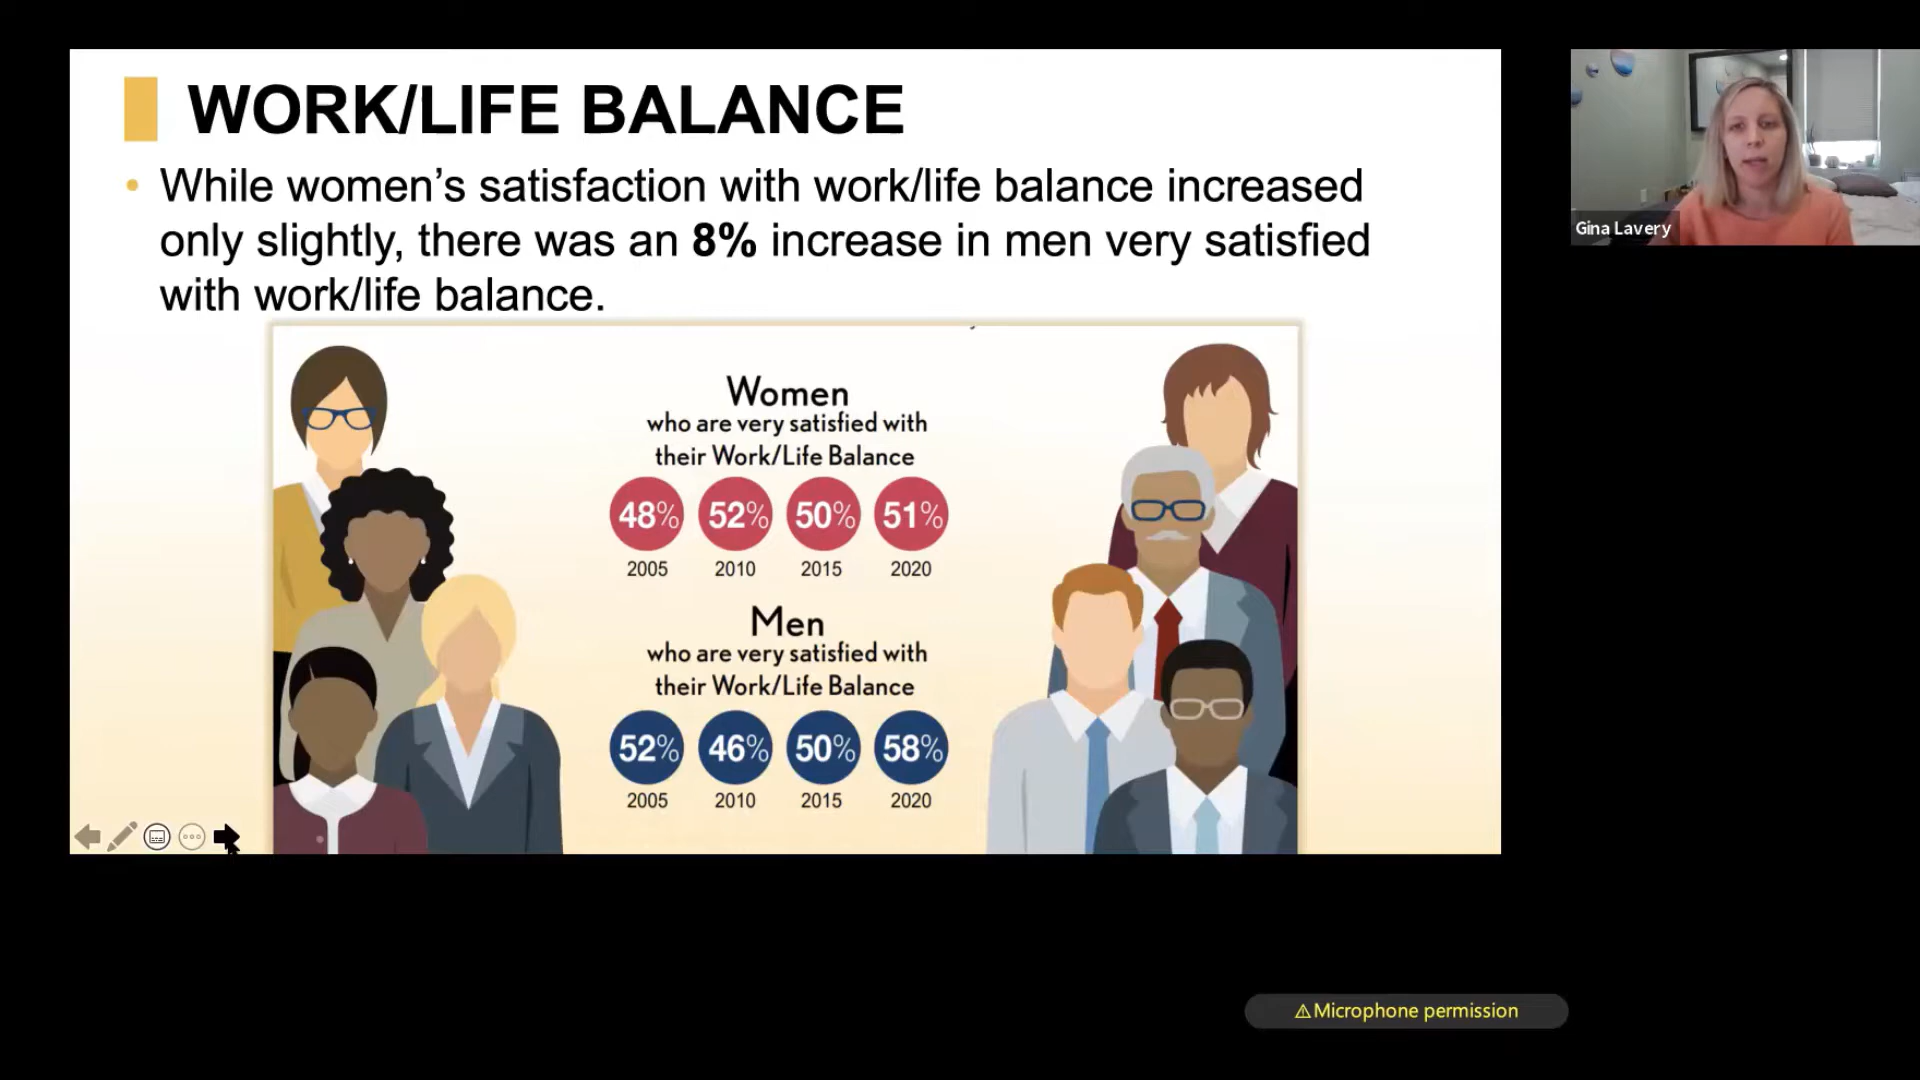 WORK/LIFE BALANCE
• While women’s satisfaction with work/life balance increased
only slightly, there was an 8% increase in men very satisfied
with work/life balance.
Women
who are very satisfied with
their Work/Life Balance
48% 52% 50% 51%
2005 2010 2015 2020
Men
who are very satisfied with
their Work/Life Balance
52% 46% 50% 58%
2005 2010 2015 2020
Gina Lavery
⚠Microphone permission